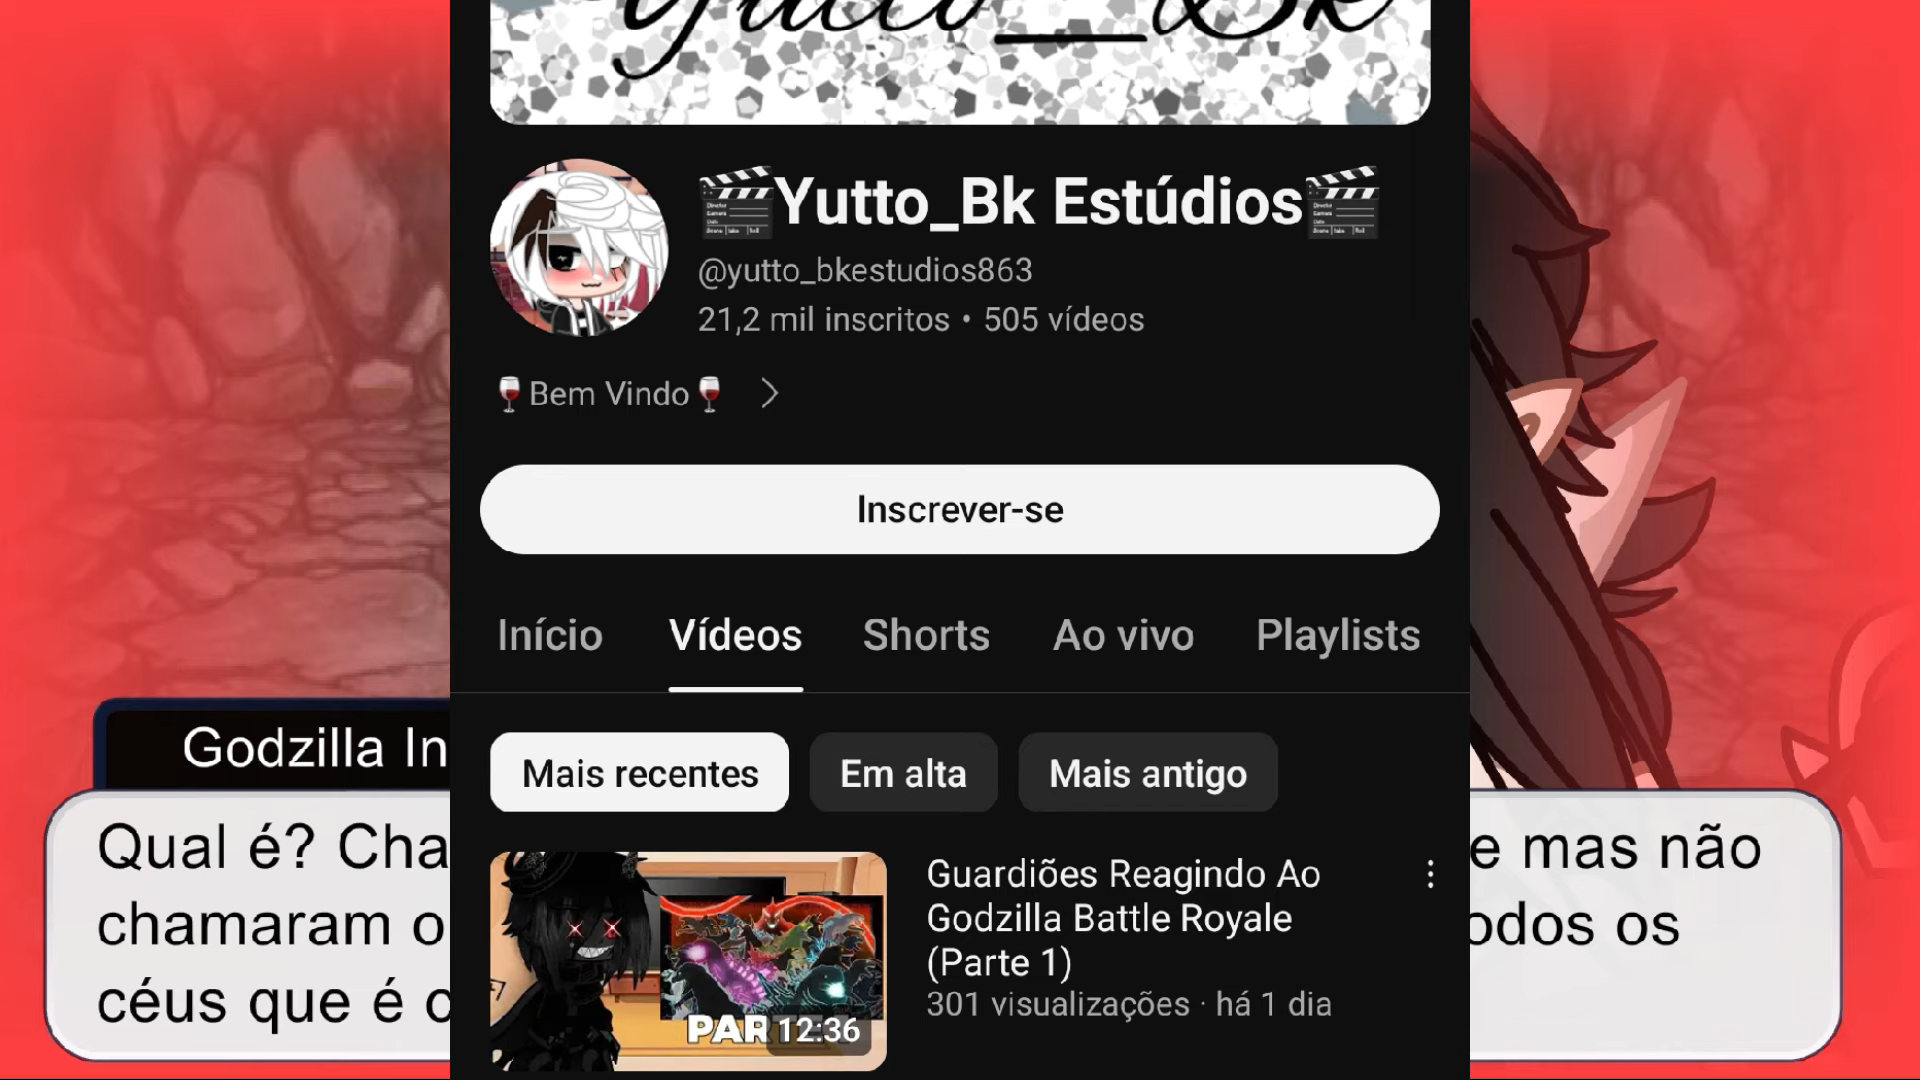 Yutto_Bk
🎬Yutto_Bk Estúdios🎬
@yutto_bkestudios863
21,2 mil inscritos • 505 vídeos
🍷Bem Vindo🍷 >
Inscrever-se
Início Vídeos Shorts Ao vivo Playlists
Mais recentes Em alta Mais antigo
Guardiões Reagindo Ao
Godzilla Battle Royale
(Parte 1)
301 visualizações · há 1 dia
PAR 12:36
Godzilla In
Qual é? Cha e mas não
chamaram o odos os
céus que é